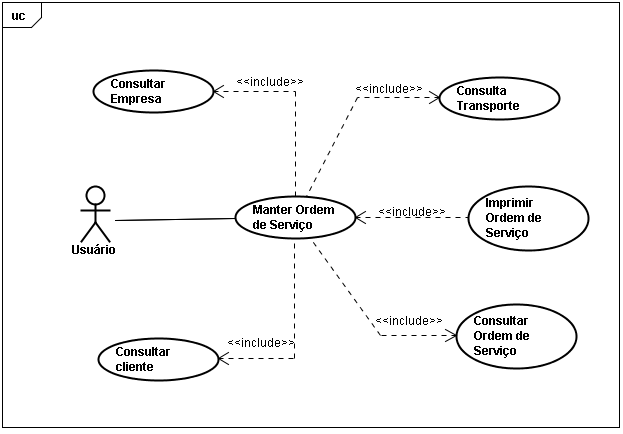 uc
Consultar
Empresa
<<include>>
<<include>>
Consulta
Transporte
Usuário
Manter Ordem
de Serviço
<<include>>
Imprimir
Ordem de
Serviço
Consultar
cliente
<<include>>
<<include>>
Consultar
Ordem de
Serviço